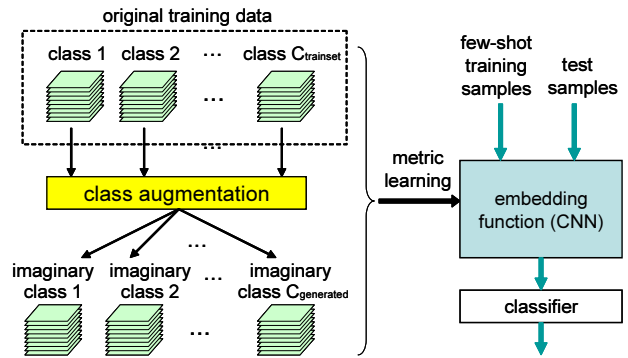 original training data
class 1 class 2 ... class Ctrainset
...
...
class augmentation
...
imaginary class 1
imaginary class 2
...
imaginary class Cgenerated
...
metric learning
few-shot training samples
test samples
embedding function (CNN)
classifier